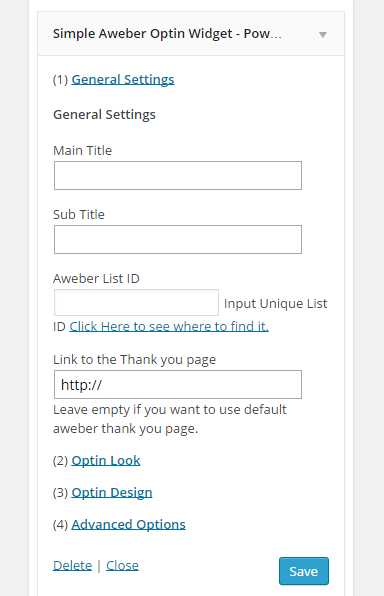 Simple Aweber Optin Widget - Pow...
(1) General Settings
General Settings
Main Title
Sub Title
Aweber List ID
Input Unique List
ID Click Here to see where to find it.
Link to the Thank you page
http://
Leave empty if you want to use default
aweber thank you page.
(2) Optin Look
(3) Optin Design
(4) Advanced Options
Delete | Close
Save